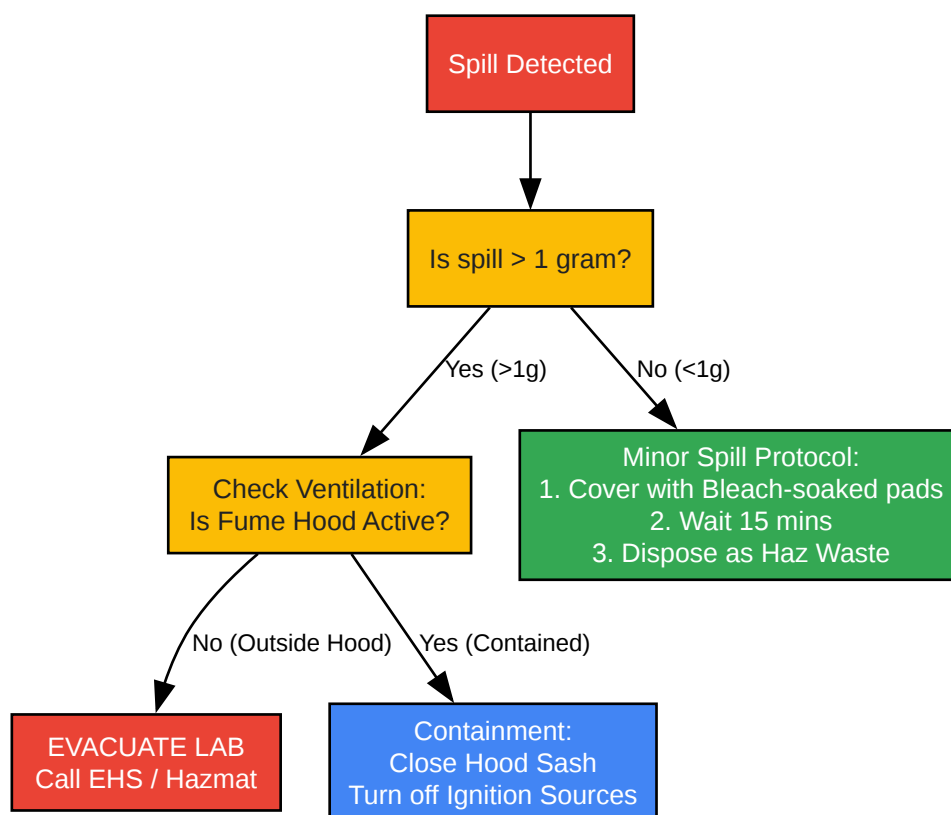 Spill Detected
Is spill > 1 gram?
Yes (>1g)
No (<1g)
Check Ventilation:
Is Fume Hood Active?
Minor Spill Protocol:
1. Cover with Bleach-soaked pads
2. Wait 15 mins
3. Dispose as Haz Waste
No (Outside Hood)
Yes (Contained)
EVACUATE LAB
Call EHS / Hazmat
Containment:
Close Hood Sash
Turn off Ignition Sources